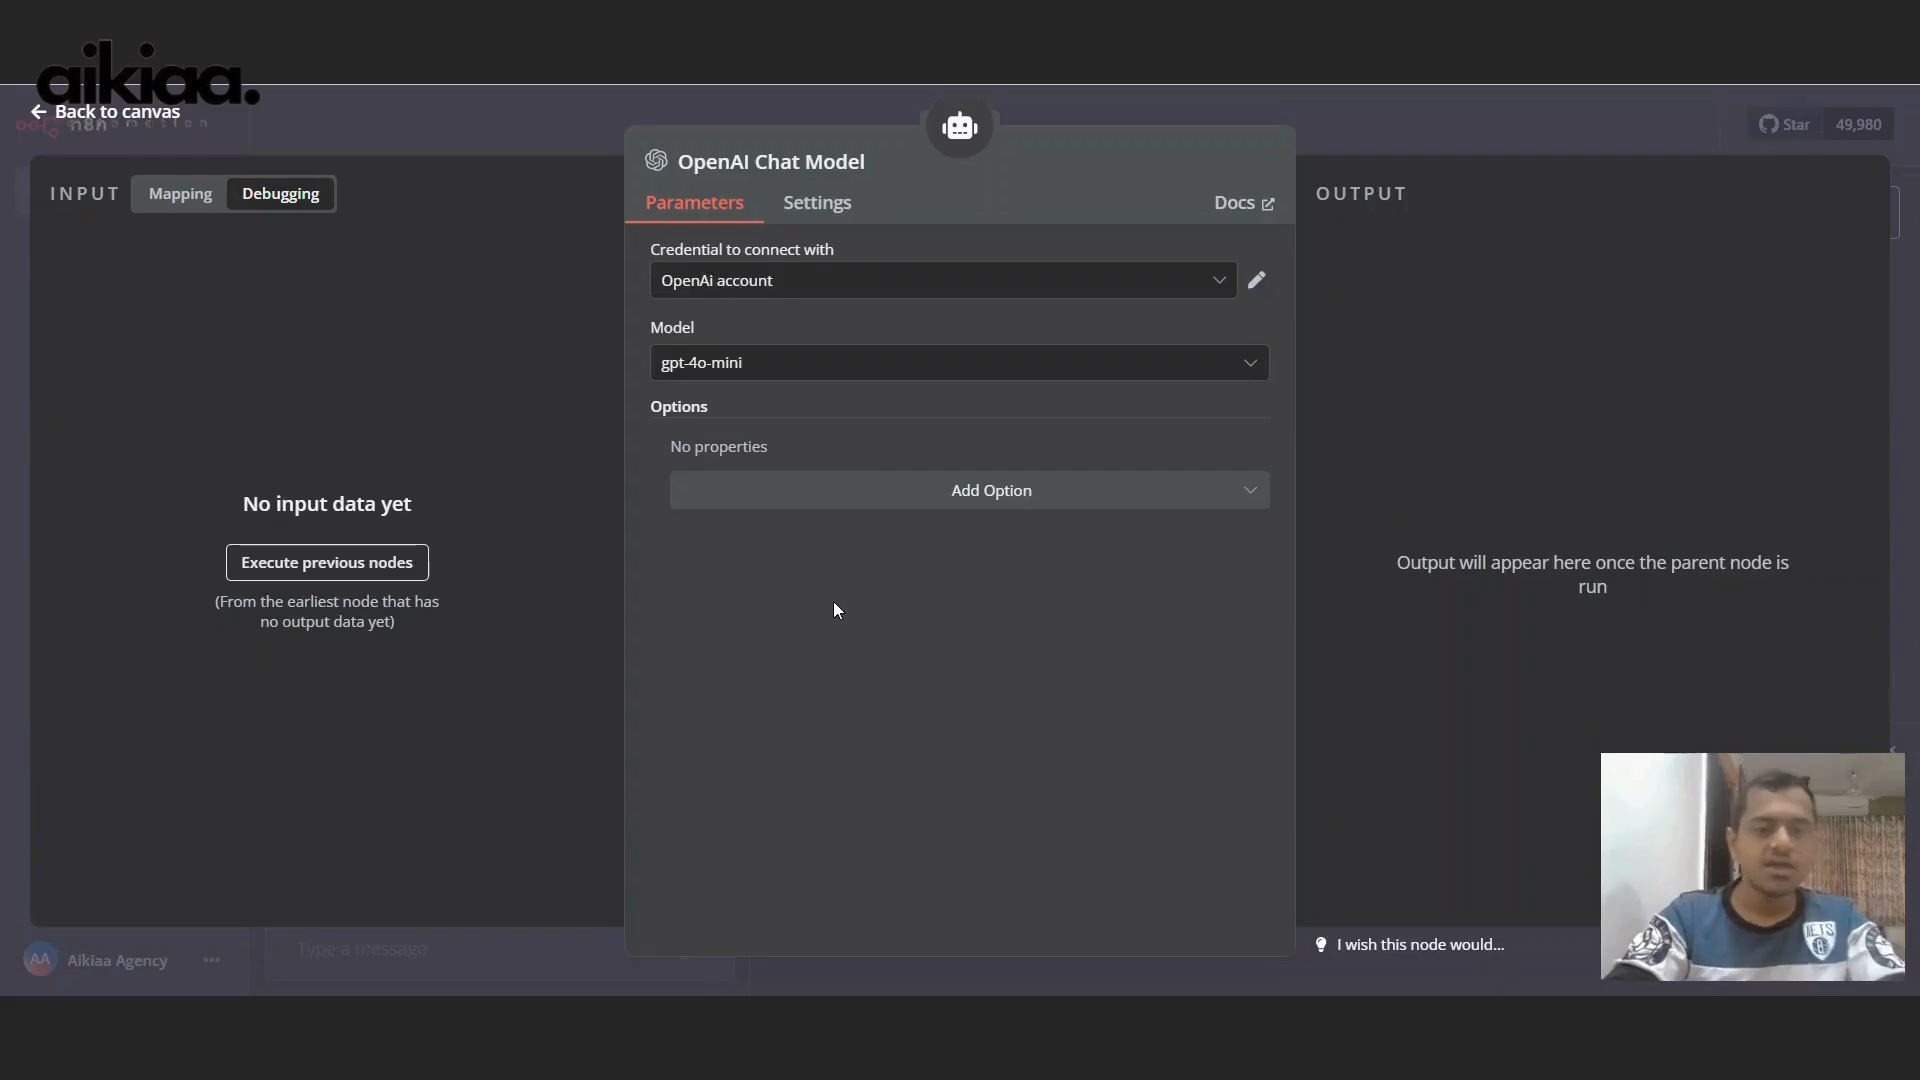 aikiaa.
Back to canvas
n8n
Star 49,980
INPUT Mapping Debugging
OpenAI Chat Model
OUTPUT
Parameters Settings Docs
Credential to connect with
OpenAi account
Model
gpt-4o-mini
Options
No properties
Add Option
No input data yet
Execute previous nodes
(From the earliest node that has
no output data yet)
Output will appear here once the parent node is
run
Type a message
I wish this node would...
AA Aikiaa Agency
NETS